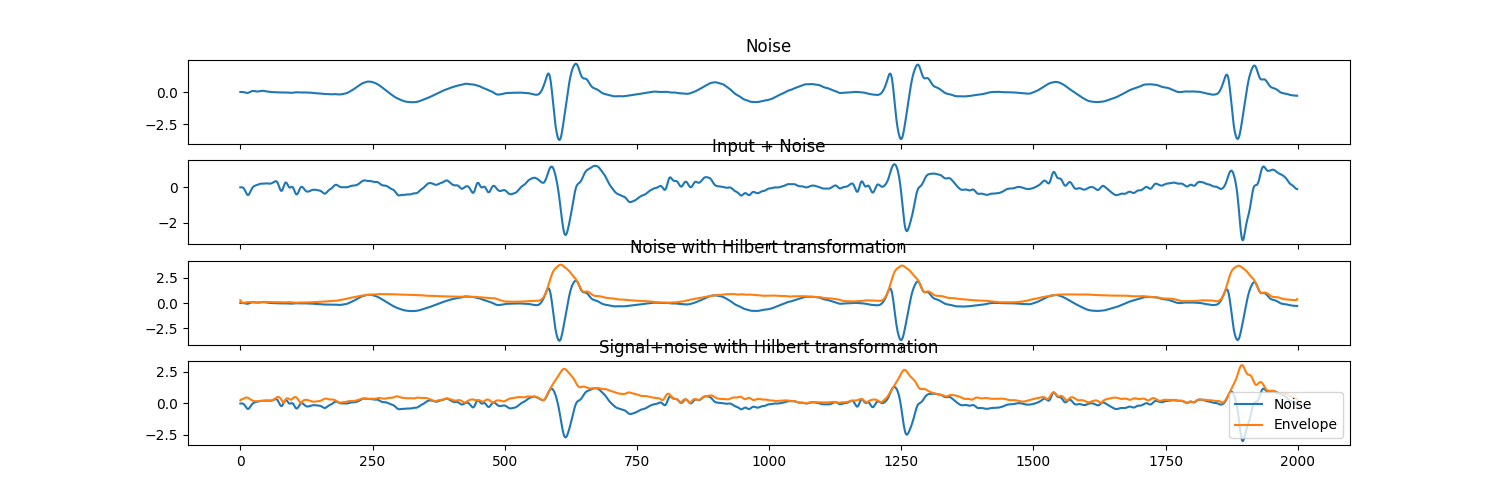 Noise
0.0
−2.5
Input + Noise
0
−2
Noise with Hilbert transformation
2.5
0.0
−2.5
Signal+noise with Hilbert transformation
2.5
0.0
−2.5
Noise
Envelope
0 250 500 750 1000 1250 1500 1750 2000